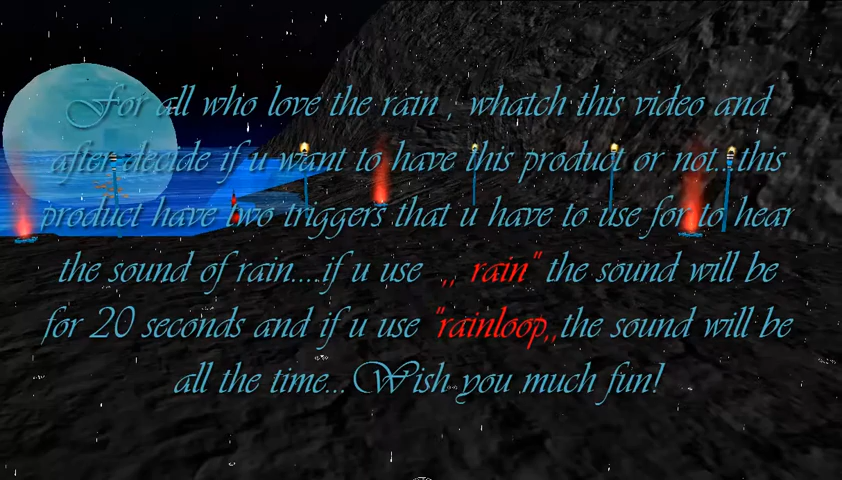 For all who love the rain , whatch this video and
after decide if u want to have this product or not...this
product have two triggers that u have to use for to hear
the sound of rain....if u use ,, rain" the sound will be
for 20 seconds and if u use "rainloop,,the sound will be
all the time...Wish you much fun!